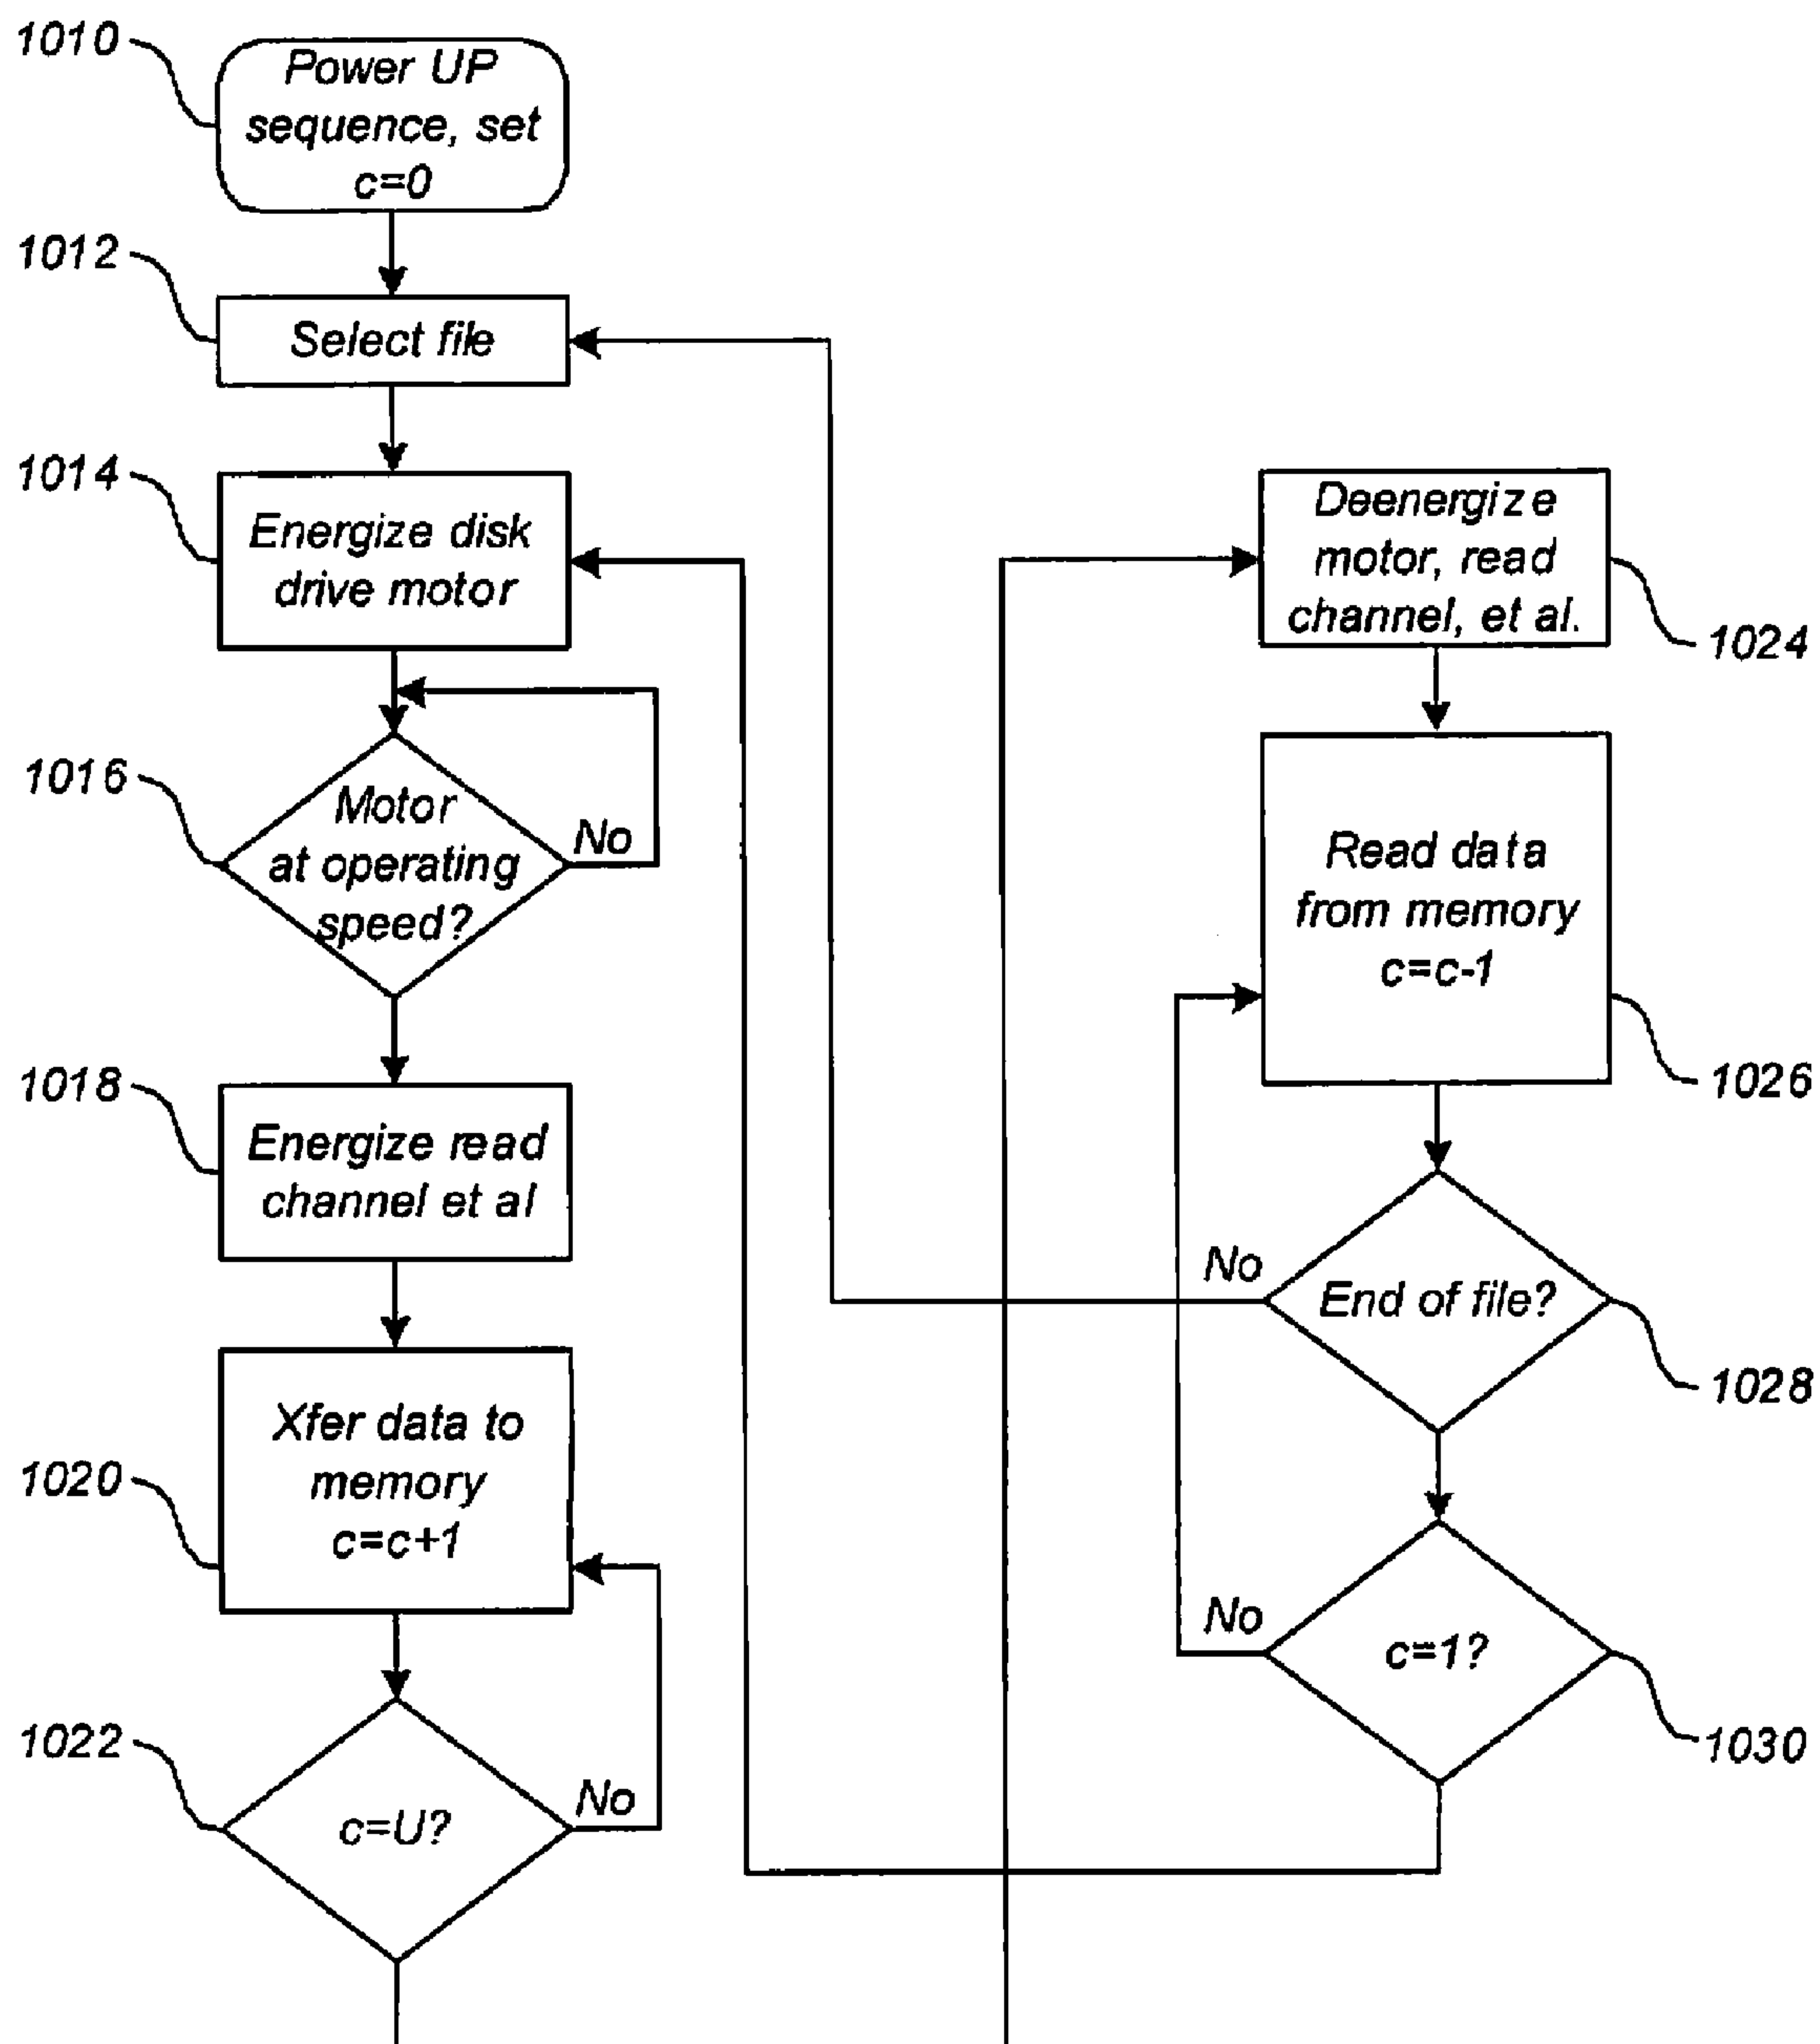 1010
Power UP
sequence, set
c=0
1012
Select file
1014
Energize disk
drive motor
1016
Motor
at operating
speed?
No
1018
Energize read
channel et al
1020
Xfer data to
memory
c=c+1
1022
c=U?
No
Deenergize
motor, read
channel, et al.
1024
Read data
from memory
c=c-1
1026
No
End of file?
1028
No
c=1?
1030